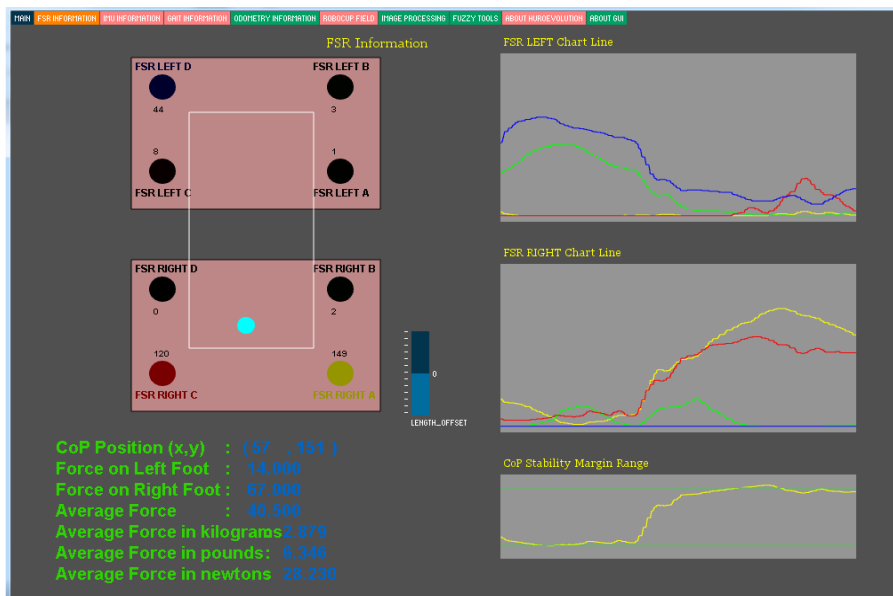 MAIN FSR INFORMATION IMU INFORMATION GAIT INFORMATION ODOMETRY INFORMATION ROBOCUP FIELD IMAGE PROCESSING FUZZY TOOLS ABOUT HUROEVOLUTION ABOUT GUI
FSR Information
FSR LEFT D
FSR LEFT B
44
3
8
1
FSR LEFT C
FSR LEFT A
FSR RIGHT D
FSR RIGHT B
0
2
120
149
FSR RIGHT C
FSR RIGHT A
0
LENGTH_OFFSET
CoP Position (x,y) : ( 57 , 151 )
Force on Left Foot : 14.000
Force on Right Foot : 67.000
Average Force : 40.500
Average Force in kilograms : 2.879
Average Force in pounds : 6.346
Average Force in newtons 28.230
FSR LEFT Chart Line
FSR RIGHT Chart Line
CoP Stability Margin Range